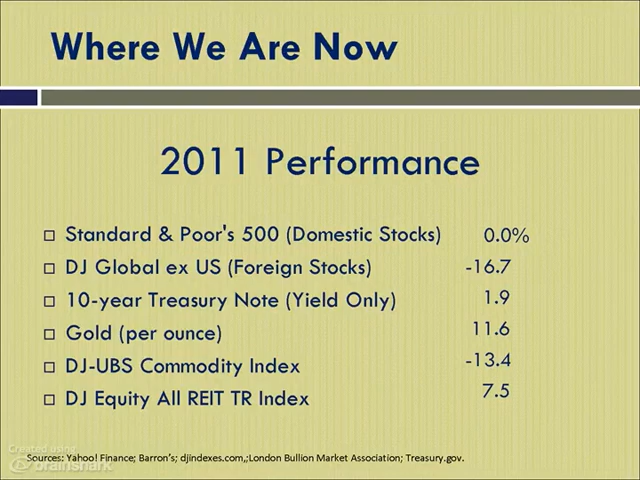 Where We Are Now
2011 Performance
Standard & Poor's 500 (Domestic Stocks) 0.0%
DJ Global ex US (Foreign Stocks) -16.7
10-year Treasury Note (Yield Only) 1.9
Gold (per ounce) 11.6
DJ-UBS Commodity Index -13.4
DJ Equity All REIT TR Index 7.5
Created using
brainshark
Sources: Yahoo! Finance; Barron's; djindexes.com,;London Bullion Market Association; Treasury.gov.